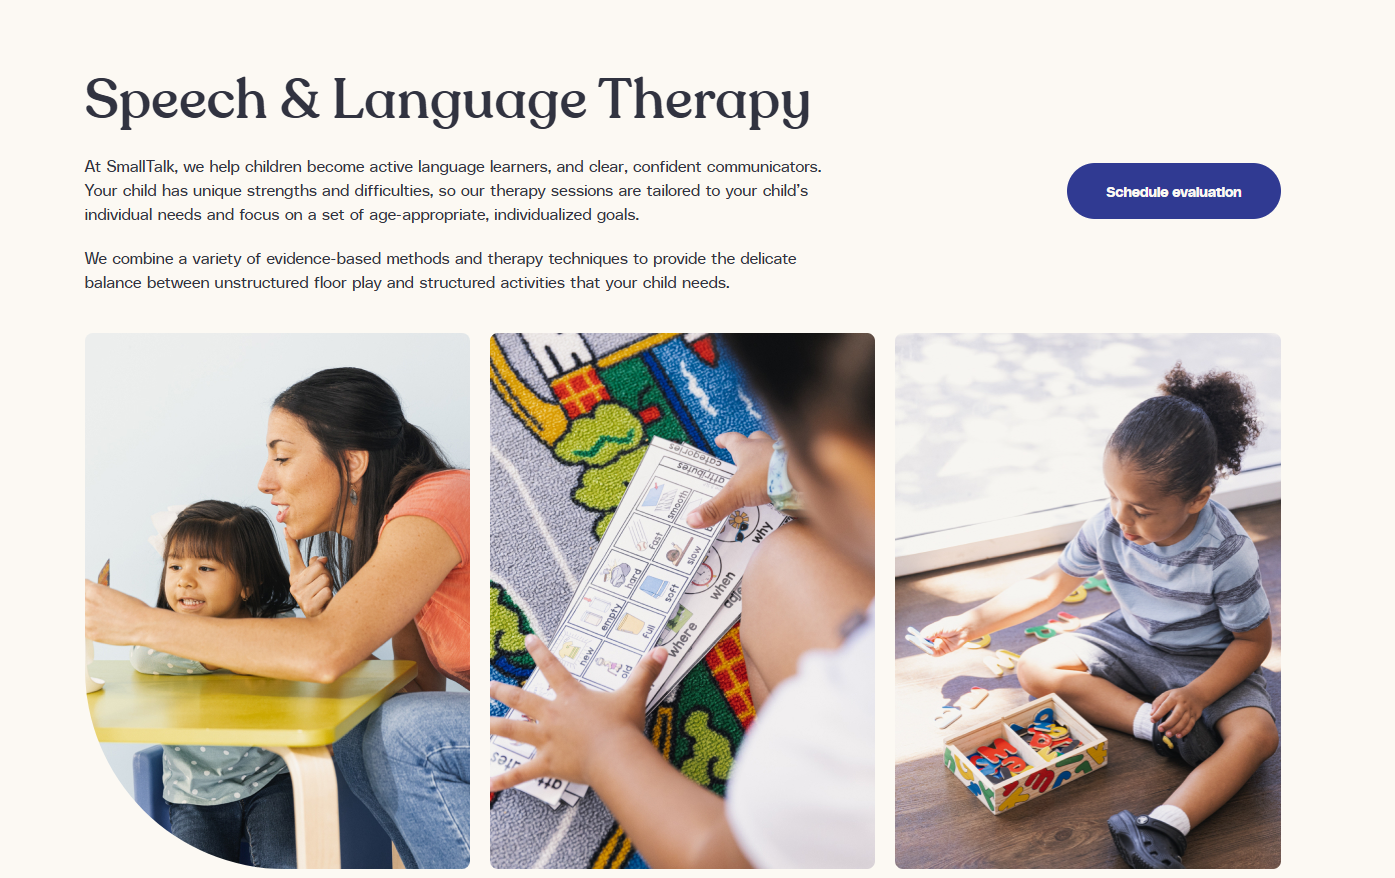 Speech & Language Therapy
At SmallTalk, we help children become active language learners, and clear, confident communicators.
Your child has unique strengths and difficulties, so our therapy sessions are tailored to your child's
individual needs and focus on a set of age-appropriate, individualized goals.
Schedule evaluation
We combine a variety of evidence-based methods and therapy techniques to provide the delicate
balance between unstructured floor play and structured activities that your child needs.
categories
attributes
smooth
fast
slow
hard
soft
empty
full
new
old
why
when
where